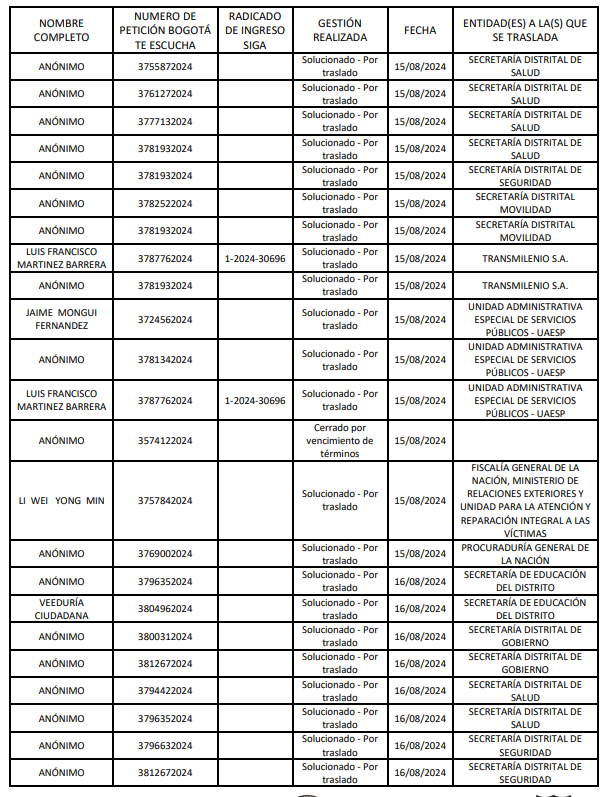 NOMBRE COMPLETO | NUMERO DE PETICIÓN BOGOTÁ TE ESCUCHA | RADICADO DE INGRESO SIGA | GESTIÓN REALIZADA | FECHA | ENTIDAD(ES) A LA(S) QUE SE TRASLADA
ANÓNIMO | 3755872024 | | Solucionado - Por traslado | 15/08/2024 | SECRETARÍA DISTRITAL DE SALUD
ANÓNIMO | 3761272024 | | Solucionado - Por traslado | 15/08/2024 | SECRETARÍA DISTRITAL DE SALUD
ANÓNIMO | 3777132024 | | Solucionado - Por traslado | 15/08/2024 | SECRETARÍA DISTRITAL DE SALUD
ANÓNIMO | 3781932024 | | Solucionado - Por traslado | 15/08/2024 | SECRETARÍA DISTRITAL DE SALUD
ANÓNIMO | 3781932024 | | Solucionado - Por traslado | 15/08/2024 | SECRETARÍA DISTRITAL DE SEGURIDAD
ANÓNIMO | 3782522024 | | Solucionado - Por traslado | 15/08/2024 | SECRETARÍA DISTRITAL MOVILIDAD
ANÓNIMO | 3781932024 | | Solucionado - Por traslado | 15/08/2024 | SECRETARÍA DISTRITAL MOVILIDAD
LUIS FRANCISCO MARTINEZ BARRERA | 3787762024 | 1-2024-30696 | Solucionado - Por traslado | 15/08/2024 | TRANSMILENIO S.A.
ANÓNIMO | 3781932024 | | Solucionado - Por traslado | 15/08/2024 | TRANSMILENIO S.A.
JAIME MONGUI FERNANDEZ | 3724562024 | | Solucionado - Por traslado | 15/08/2024 | UNIDAD ADMINISTRATIVA ESPECIAL DE SERVICIOS PÚBLICOS - UAESP
ANÓNIMO | 3781342024 | | Solucionado - Por traslado | 15/08/2024 | UNIDAD ADMINISTRATIVA ESPECIAL DE SERVICIOS PÚBLICOS - UAESP
LUIS FRANCISCO MARTINEZ BARRERA | 3787762024 | 1-2024-30696 | Solucionado - Por traslado | 15/08/2024 | UNIDAD ADMINISTRATIVA ESPECIAL DE SERVICIOS PÚBLICOS - UAESP
ANÓNIMO | 3574122024 | | Cerrado por vencimiento de términos | 15/08/2024 |
LI WEI YONG MIN | 3757842024 | | Solucionado - Por traslado | 15/08/2024 | FISCALÍA GENERAL DE LA NACIÓN, MINISTERIO DE RELACIONES EXTERIORES Y UNIDAD PARA LA ATENCIÓN Y REPARACIÓN INTEGRAL A LAS VÍCTIMAS
ANÓNIMO | 3769002024 | | Solucionado - Por traslado | 15/08/2024 | PROCURADURÍA GENERAL DE LA NACIÓN
ANÓNIMO | 3796352024 | | Solucionado - Por traslado | 16/08/2024 | SECRETARÍA DE EDUCACIÓN DEL DISTRITO
VEEDURÍA CIUDADANA | 3804962024 | | Solucionado - Por traslado | 16/08/2024 | SECRETARÍA DE EDUCACIÓN DEL DISTRITO
ANÓNIMO | 3800312024 | | Solucionado - Por traslado | 16/08/2024 | SECRETARÍA DISTRITAL DE GOBIERNO
ANÓNIMO | 3812672024 | | Solucionado - Por traslado | 16/08/2024 | SECRETARÍA DISTRITAL DE GOBIERNO
ANÓNIMO | 3794422024 | | Solucionado - Por traslado | 16/08/2024 | SECRETARÍA DISTRITAL DE SALUD
ANÓNIMO | 3796352024 | | Solucionado - Por traslado | 16/08/2024 | SECRETARÍA DISTRITAL DE SALUD
ANÓNIMO | 3796632024 | | Solucionado - Por traslado | 16/08/2024 | SECRETARÍA DISTRITAL DE SEGURIDAD
ANÓNIMO | 3812672024 | | Solucionado - Por traslado | 16/08/2024 | SECRETARÍA DISTRITAL DE SEGURIDAD